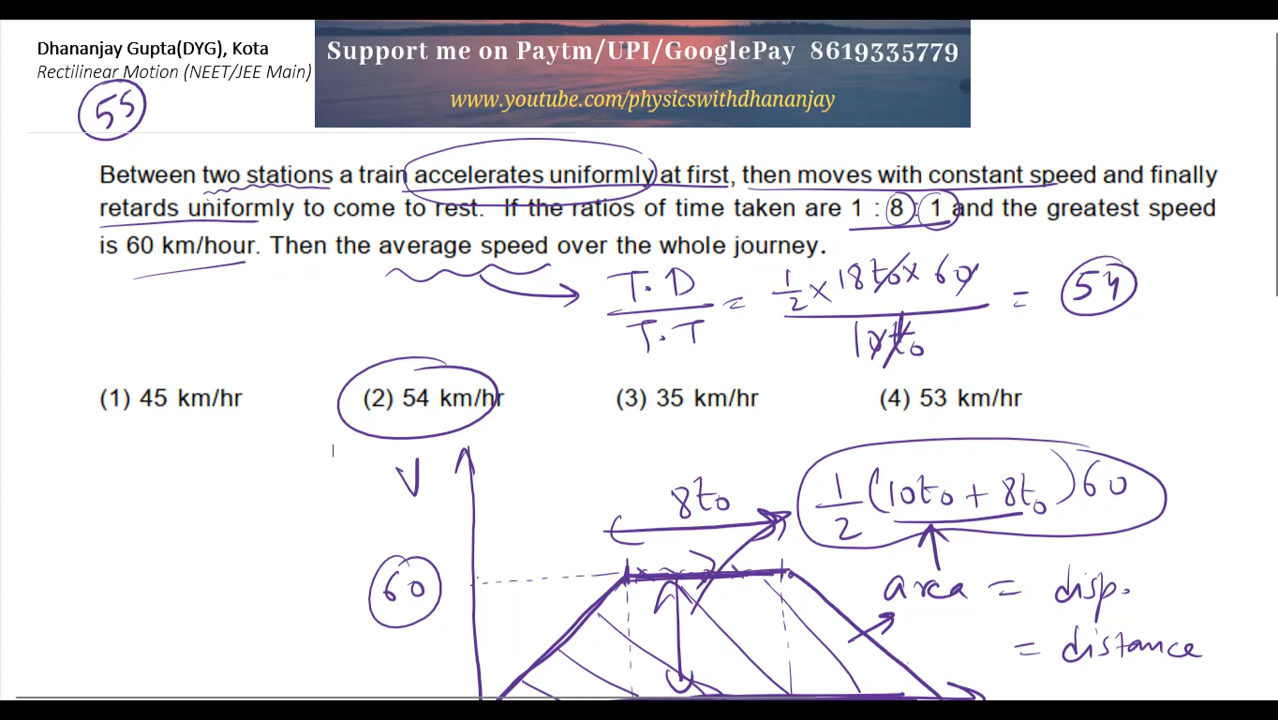 Dhananjay Gupta(DYG), Kota
Rectilinear Motion (NEET/JEE Main)
Support me on Paytm/UPI/GooglePay 8619335779
www.youtube.com/physicswithdhananjay
55
Between two stations a train accelerates uniformly at first, then moves with constant speed and finally
retards uniformly to come to rest. If the ratios of time taken are 1 : 8 : 1 and the greatest speed
is 60 km/hour. Then the average speed over the whole journey.
T.D / T.T = 1/2 × 18t₀ × 60 / 10t₀ = 54
(1) 45 km/hr (2) 54 km/hr (3) 35 km/hr (4) 53 km/hr
V
8t₀
1/2 (10t₀ + 8t₀) 60
60
area = disp.
= distance